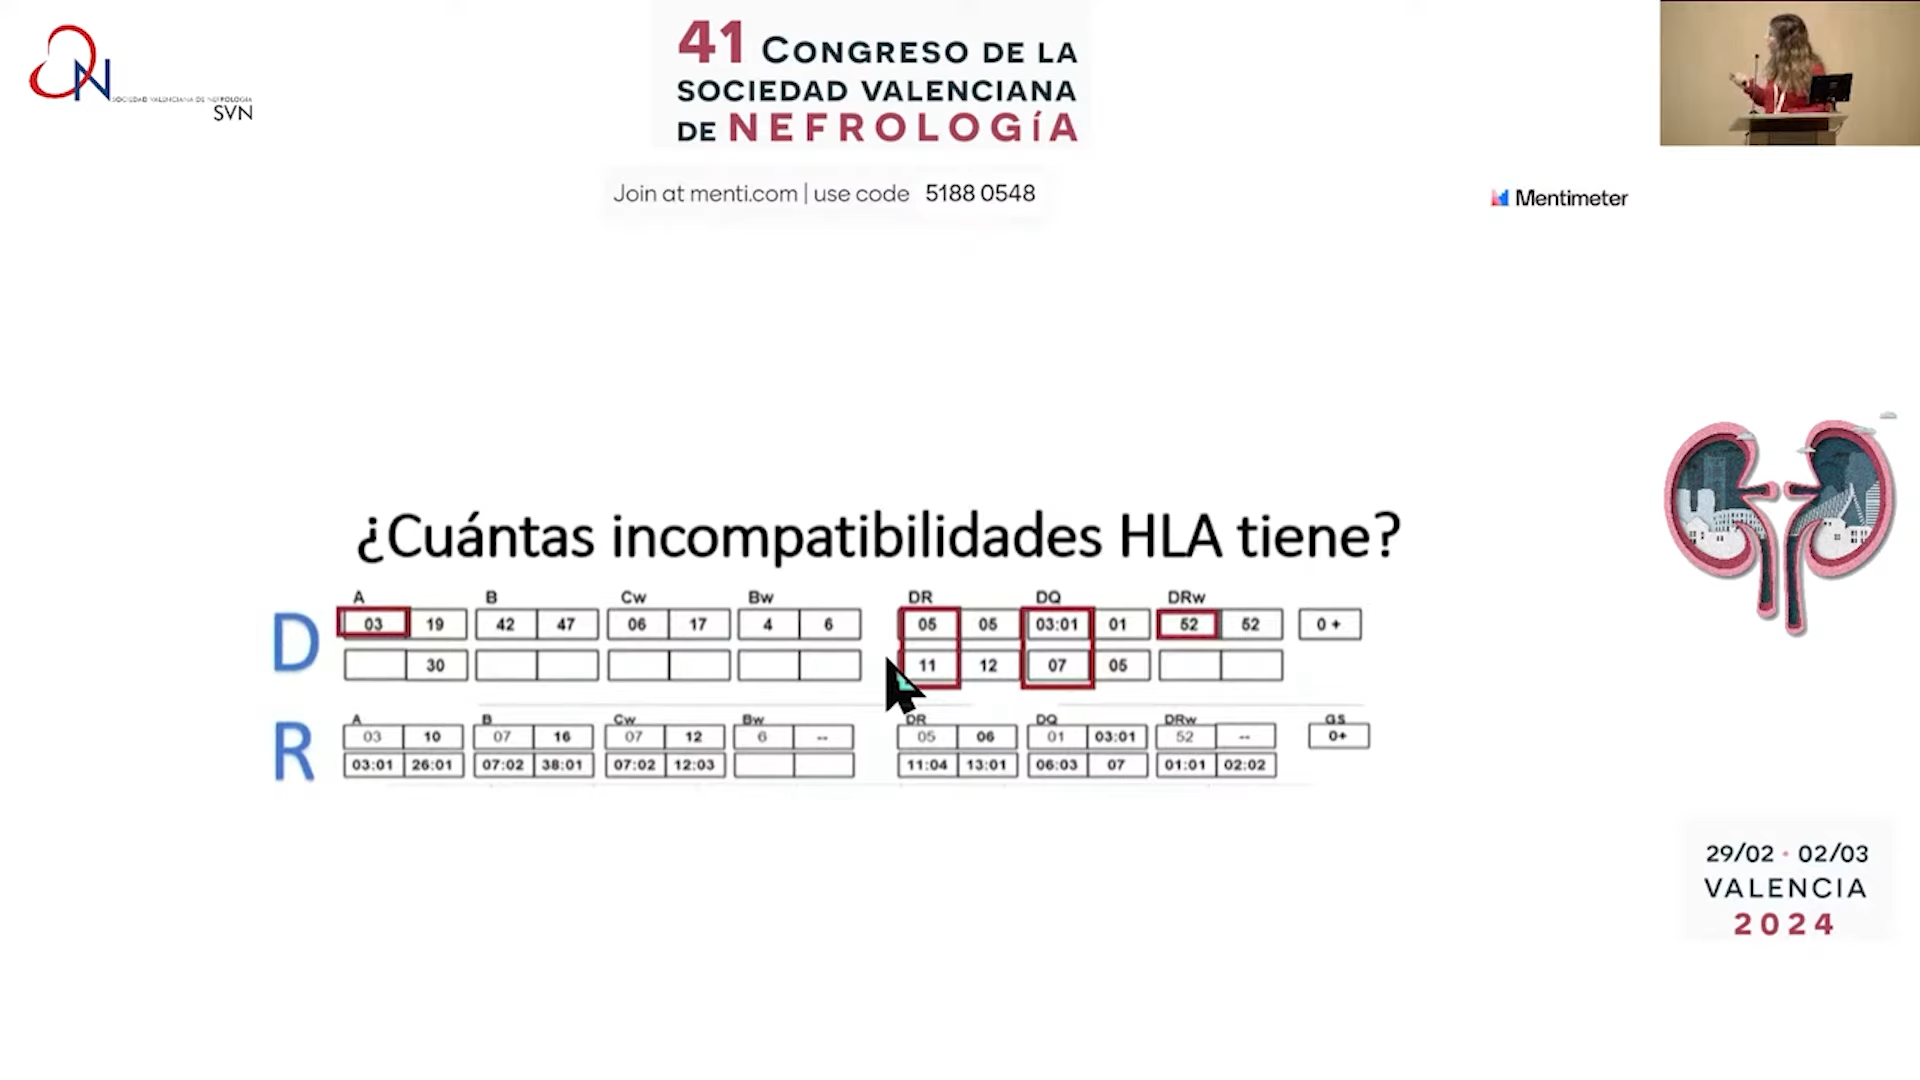 SOCIEDAD VALENCIANA DE NEFROLOGÍA
SVN
41 CONGRESO DE LA
SOCIEDAD VALENCIANA
DE NEFROLOGíA
Join at menti.com | use code 5188 0548
Mentimeter
¿Cuántas incompatibilidades HLA tiene?
A B Cw Bw DR DQ DRw
D 03 19 42 47 06 17 4 6 05 05 03:01 01 52 52 0 +
30 11 12 07 05
A B Cw Bw DR DQ DRw GS
R 03 10 07 16 07 12 6 -- 05 06 01 03:01 52 -- 0+
03:01 26:01 07:02 38:01 07:02 12:03 11:04 13:01 06:03 07 01:01 02:02
29/02 • 02/03
VALENCIA
2024